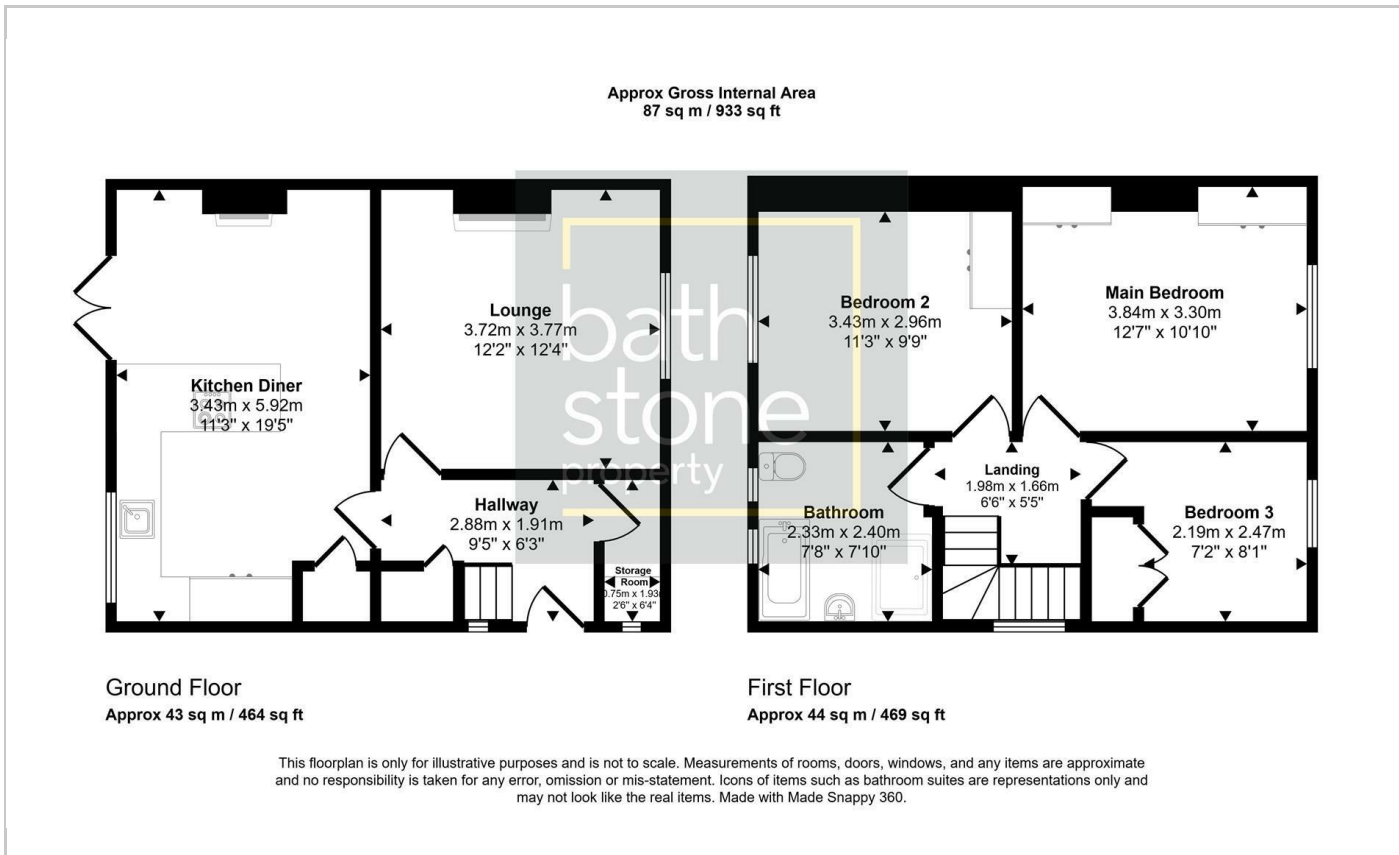 Approx Gross Internal Area
87 sq m / 933 sq ft
Kitchen Diner
3.43m x 5.92m
11'3" x 19'5"
Lounge
3.72m x 3.77m
12'2" x 12'4"
Hallway
2.88m x 1.91m
9'5" x 6'3"
Storage
Room
0.75m x 1.93m
2'6" x 6'4"
Bedroom 2
3.43m x 2.96m
11'3" x 9'9"
Main Bedroom
3.84m x 3.30m
12'7" x 10'10"
Landing
1.98m x 1.66m
6'6" x 5'5"
Bathroom
2.33m x 2.40m
7'8" x 7'10"
Bedroom 3
2.19m x 2.47m
7'2" x 8'1"
bath
stone
property
Ground Floor
Approx 43 sq m / 464 sq ft
First Floor
Approx 44 sq m / 469 sq ft
This floorplan is only for illustrative purposes and is not to scale. Measurements of rooms, doors, windows, and any items are approximate
and no responsibility is taken for any error, omission or mis-statement. Icons of items such as bathroom suites are representations only and
may not look like the real items. Made with Made Snappy 360.